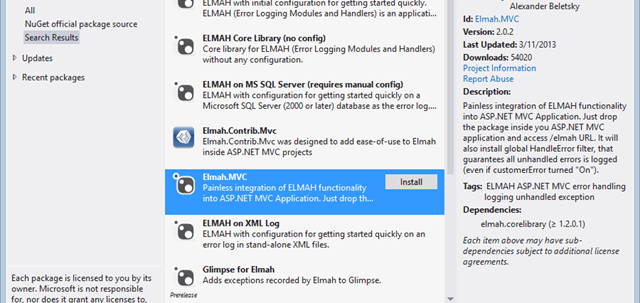 All
NuGet official package source
Search Results
Updates
Recent packages
Each package is licensed to you by its
owner. Microsoft is not responsible
for, nor does it grant any licenses to,
ELMAH with initial configuration for getting started quickly.
ELMAH (Error Logging Modules and Handlers) is an applicati...
ELMAH Core Library (no config)
Core library for ELMAH (Error Logging Modules and Handlers)
without any configuration.
ELMAH on MS SQL Server (requires manual config)
ELMAH with configuration for getting started quickly on a
Microsoft SQL Server (2000 or later) database as the error log....
Elmah.Contrib.Mvc
Elmah.Contrib.Mvc was designed to add ease-of-use to Elmah
inside ASP.NET MVC projects
Elmah.MVC
Painless integration of ELMAH functionality
into ASP.NET MVC Application. Just drop th...
Install
ELMAH on XML Log
ELMAH with configuration for getting started quickly on an
error log in stand-alone XML files.
Glimpse for Elmah
Adds exceptions recorded by Elmah to Glimpse.
Prerelease
Alexander Beletsky
Id: Elmah.MVC
Version: 2.0.2
Last Updated: 3/11/2013
Downloads: 54020
Project Information
Report Abuse
Description:
Painless integration of ELMAH functionality
into ASP.NET MVC Application. Just drop
the package inside you ASP.NET MVC
application and access /elmah URL. It will
also install global HandleError filter, that
guarantees all unhandled errors is logged
(even if customError turned "On").
Tags: ELMAH ASP.NET MVC error handling
logging unhandled exception
Dependencies:
elmah.corelibrary (≥ 1.2.0.1)
Each item above may have sub-
dependencies subject to additional license
agreements.